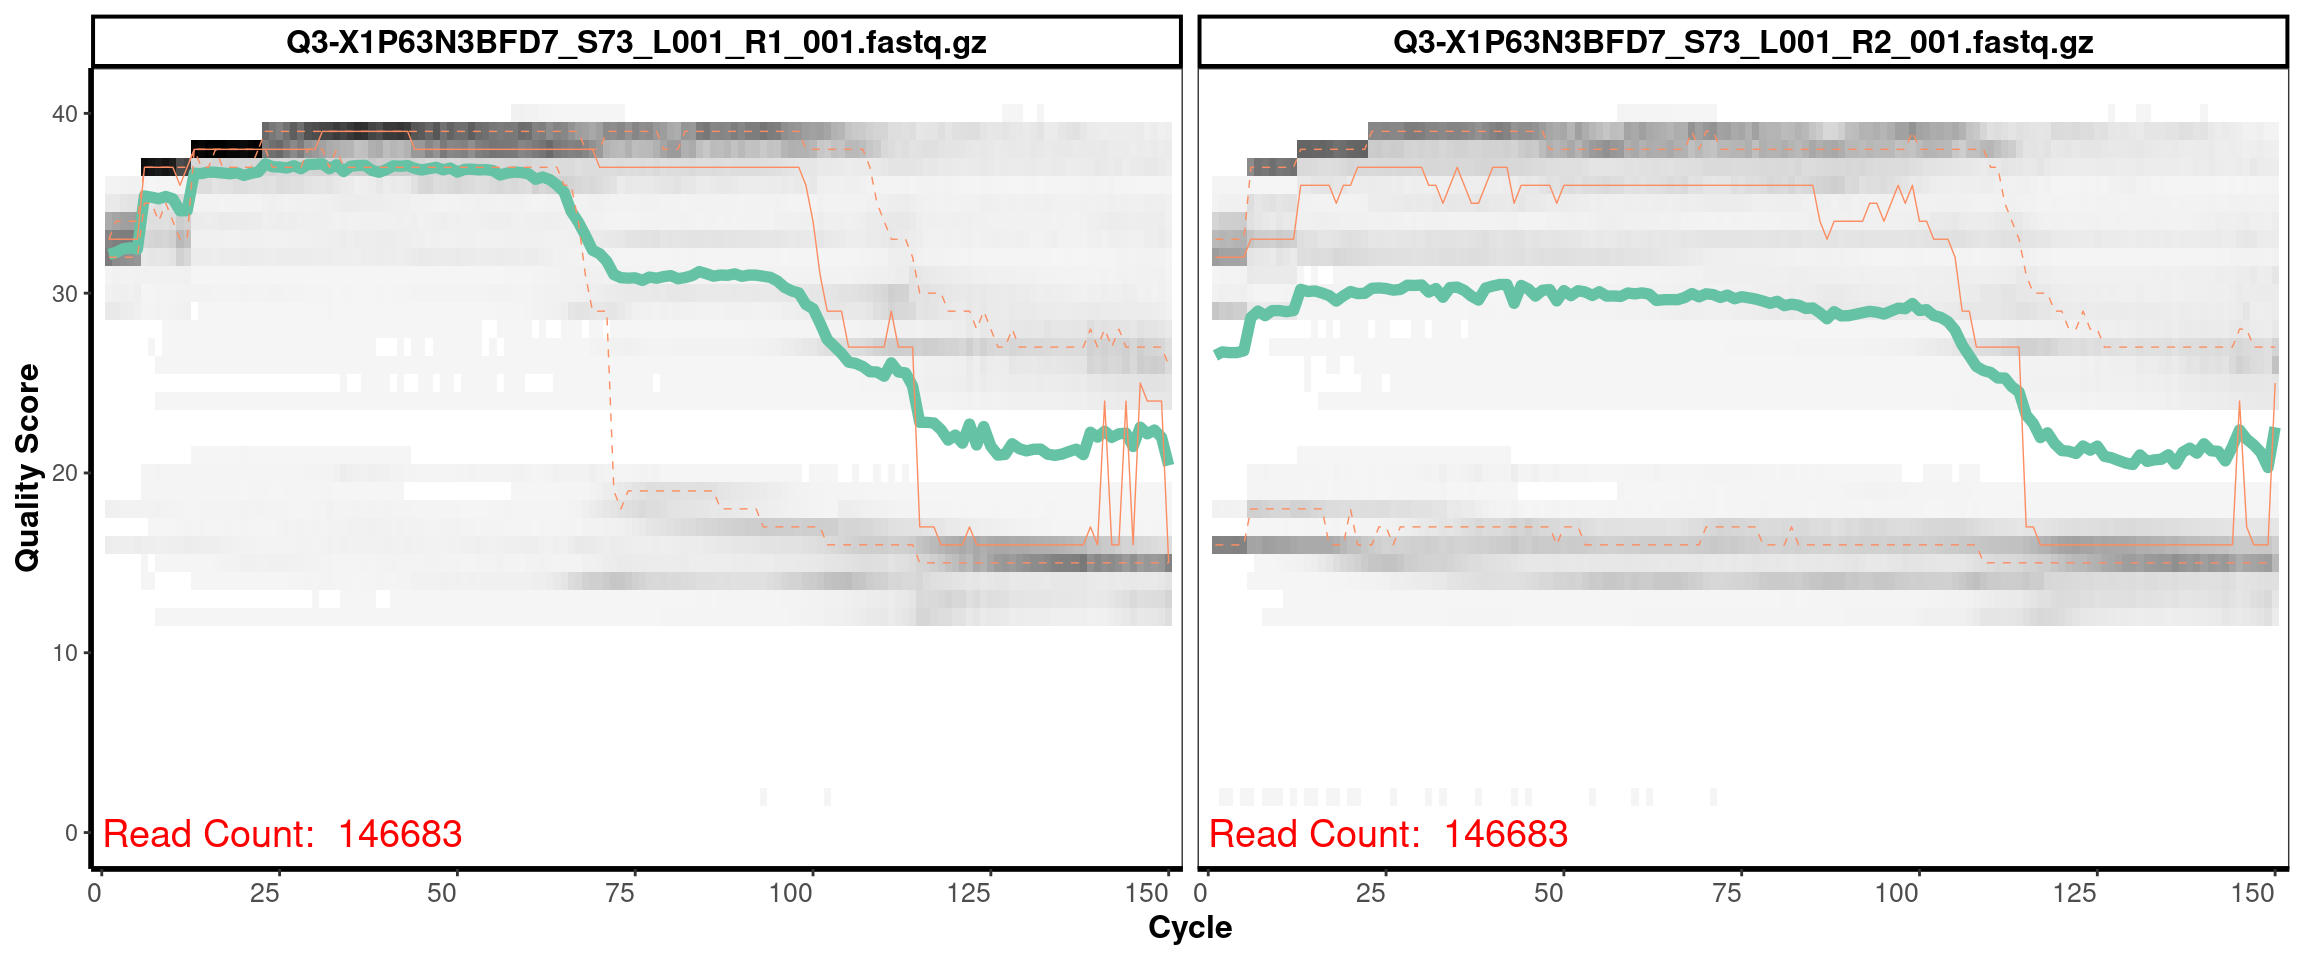 Q3-X1P63N3BFD7_S73_L001_R1_001.fastq.gz
Q3-X1P63N3BFD7_S73_L001_R2_001.fastq.gz
Quality Score
40
30
20
10
0
Read Count: 146683
Read Count: 146683
0 25 50 75 100 125 150
0 25 50 75 100 125 150
Cycle